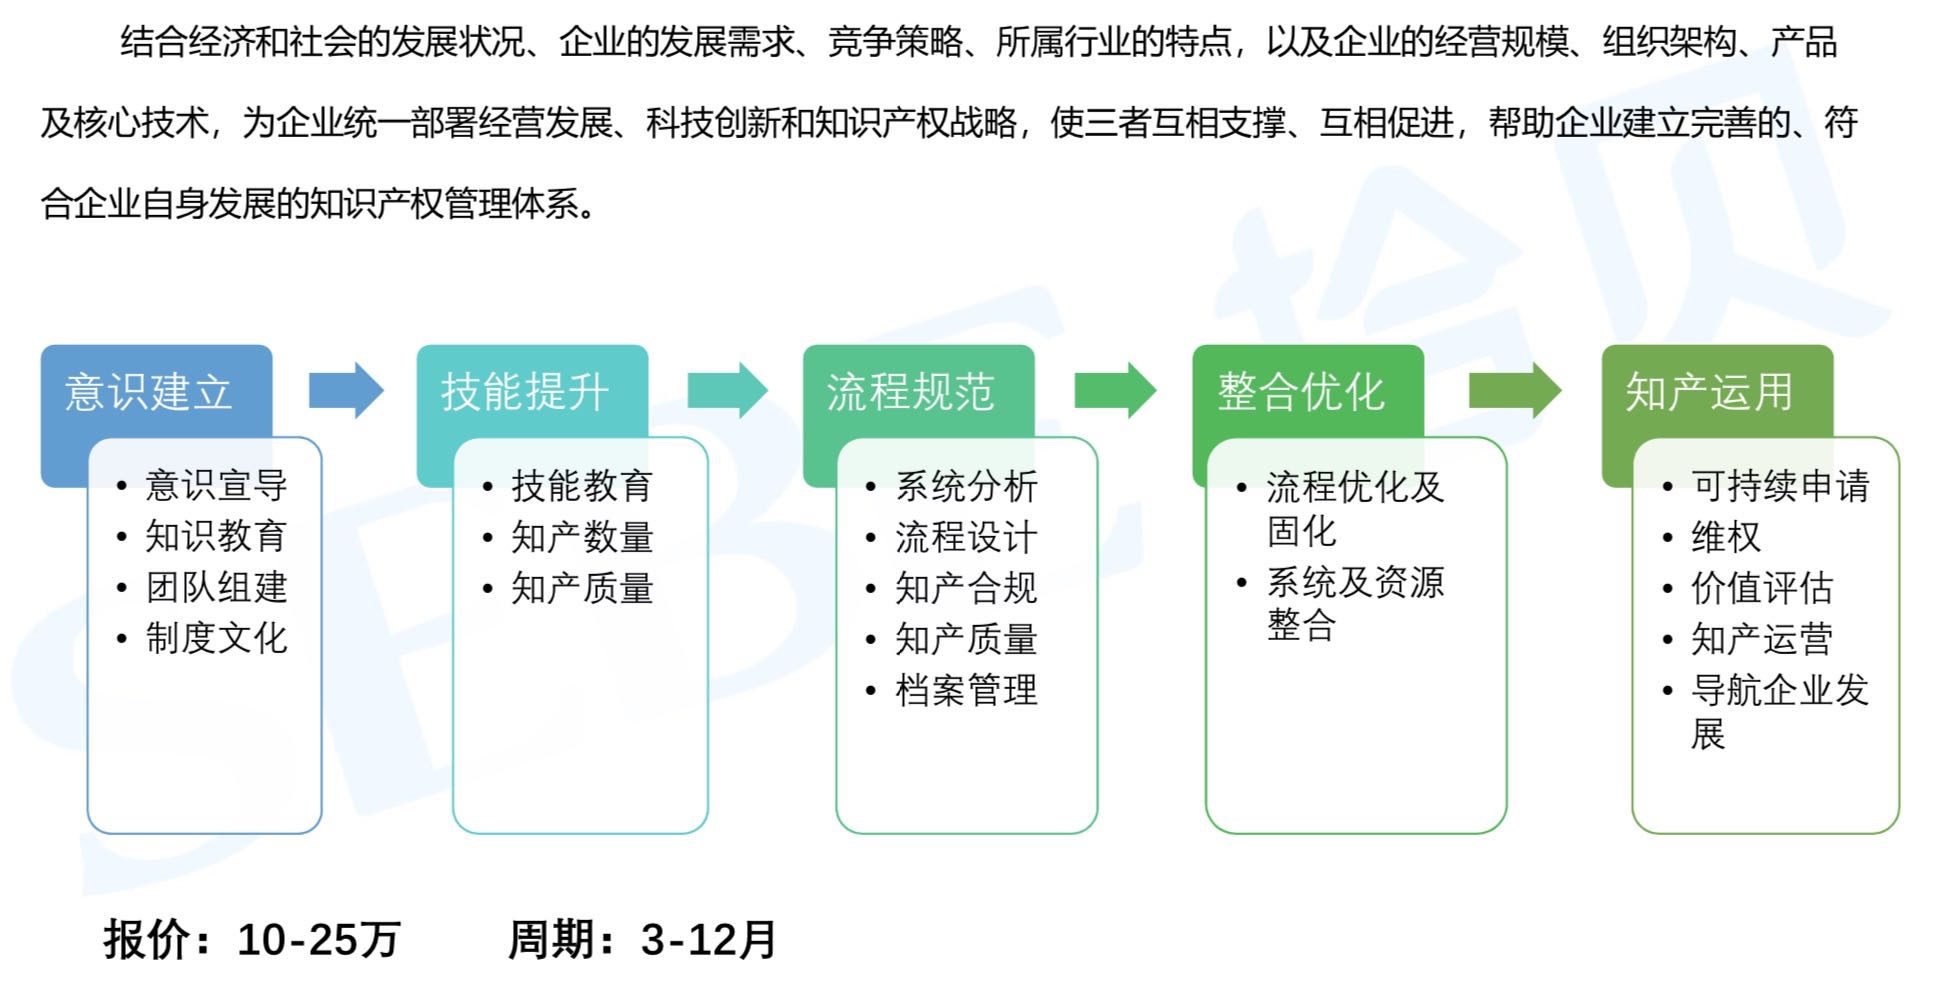 结合经济和社会的发展状况、企业的发展需求、竞争策略、所属行业的特点，以及企业的经营规模、组织架构、产品
及核心技术，为企业统一部署经营发展、科技创新和知识产权战略，使三者互相支撑、互相促进，帮助企业建立完善的、符
合企业自身发展的知识产权管理体系。
意识建立
• 意识宣导
• 知识教育
• 团队组建
• 制度文化
技能提升
• 技能教育
• 知产数量
• 知产质量
流程规范
• 系统分析
• 流程设计
• 知产合规
• 知产质量
• 档案管理
整合优化
• 流程优化及
固化
• 系统及资源
整合
知产运用
• 可持续申请
• 维权
• 价值评估
• 知产运营
• 导航企业发
展
报价：10-25万 周期：3-12月
SEBE 拾贝